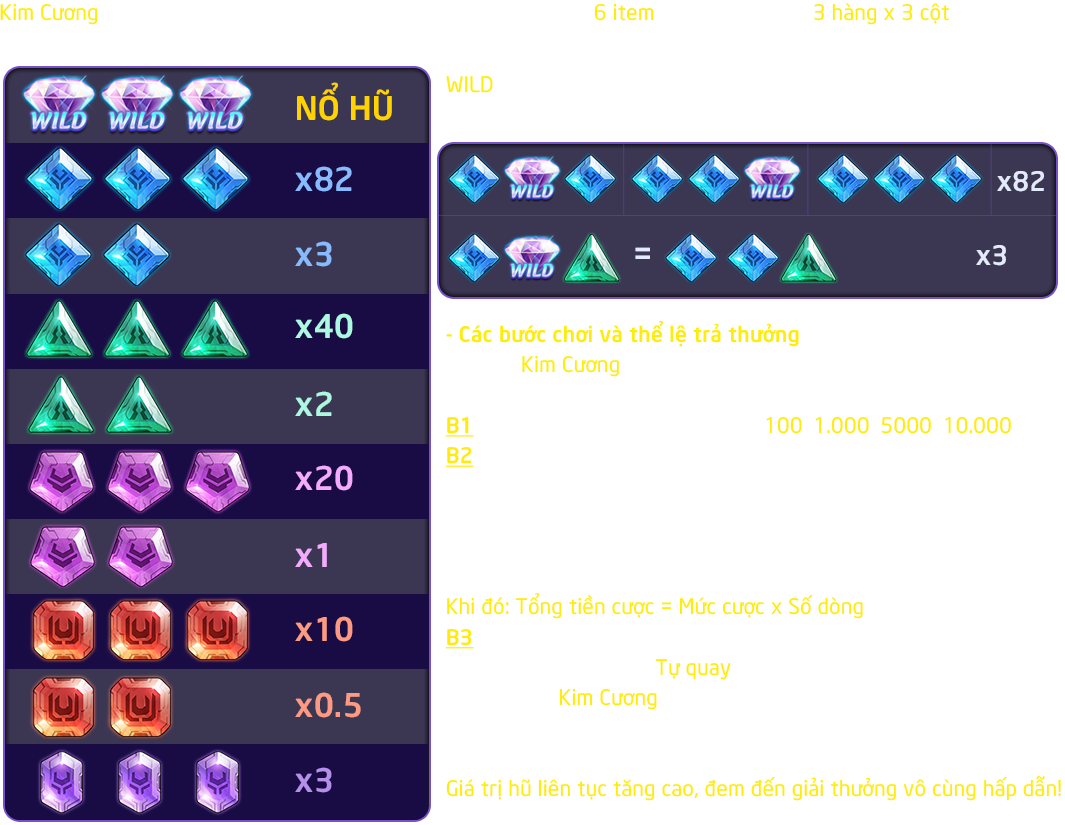 Kim Cương 6 item 3 hàng x 3 cột
WILD WILD WILD NỔ HŨ
x82
x3
x40
x2
x20
x1
x10
x0.5
x3
WILD
WILD WILD x82
WILD = x3
- Các bước chơi và thể lệ trả thưởng
Kim Cương
B1 100 1.000 5000 10.000
B2
Khi đó: Tổng tiền cược = Mức cược x Số dòng
B3
Tự quay
Kim Cương
Giá trị hũ liên tục tăng cao, đem đến giải thưởng vô cùng hấp dẫn!